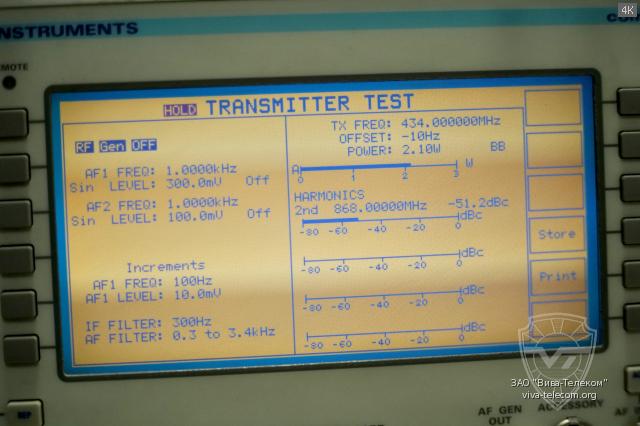 4K
NSTRUMENTS
MOTE
HOLD TRANSMITTER TEST
RF Gen OFF
AF1 FREQ: 1.0000kHz
Sin LEVEL: 300.0mV Off
AF2 FREQ: 1.0000kHz
Sin LEVEL: 100.0mV Off
Increments
AF1 FREQ: 100Hz
AF1 LEVEL: 10.0mV
IF FILTER: 300Hz
AF FILTER: 0.3 to 3.4kHz
TX FREQ: 434.000000MHz
OFFSET: -10Hz
POWER: 2.10W BB
A W
0 1 2 3
HARMONICS
2nd 868.00000MHz -51.2dBc
dBc
-80 -60 -40 -20 0
dBc
-80 -60 -40 -20 0
dBc
-80 -60 -40 -20 0
dBc
-80 -60 -40 -20 0
Store
Print
ЗАО "Вива-Телеком"
viva-telecom.org
AF GEN
OUT
ACCESSORY